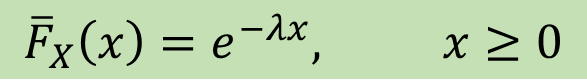 F̅_X(x) = e^{−λx}, x ≥ 0